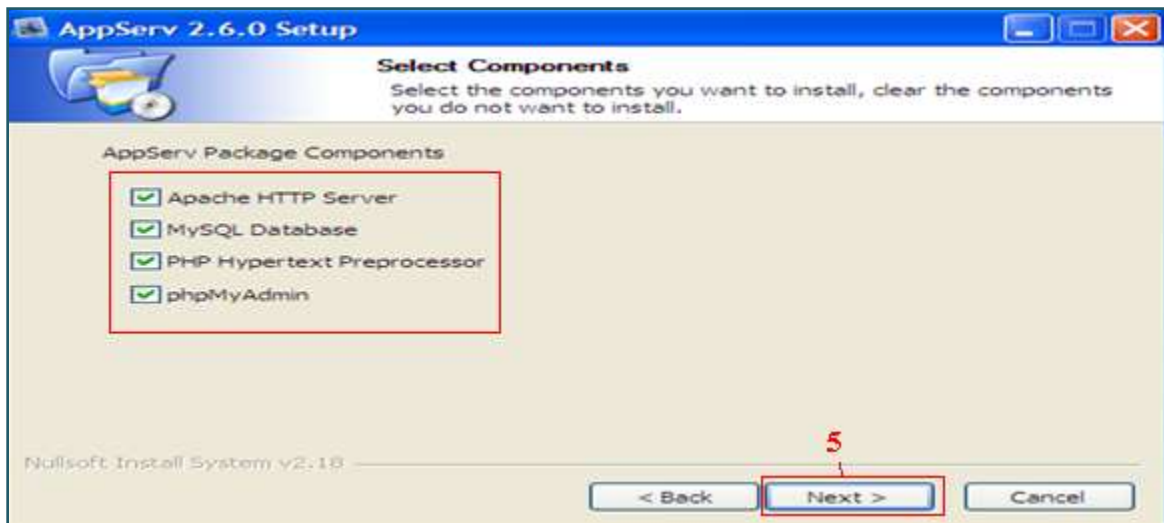 AppServ 2.6.0 Setup
Select Components
Select the components you want to install, clear the components
you do not want to install.
AppServ Package Components
Apache HTTP Server
MySQL Database
PHP Hypertext Preprocessor
phpMyAdmin
5
Nullsoft Install System v2.18
< Back Next > Cancel